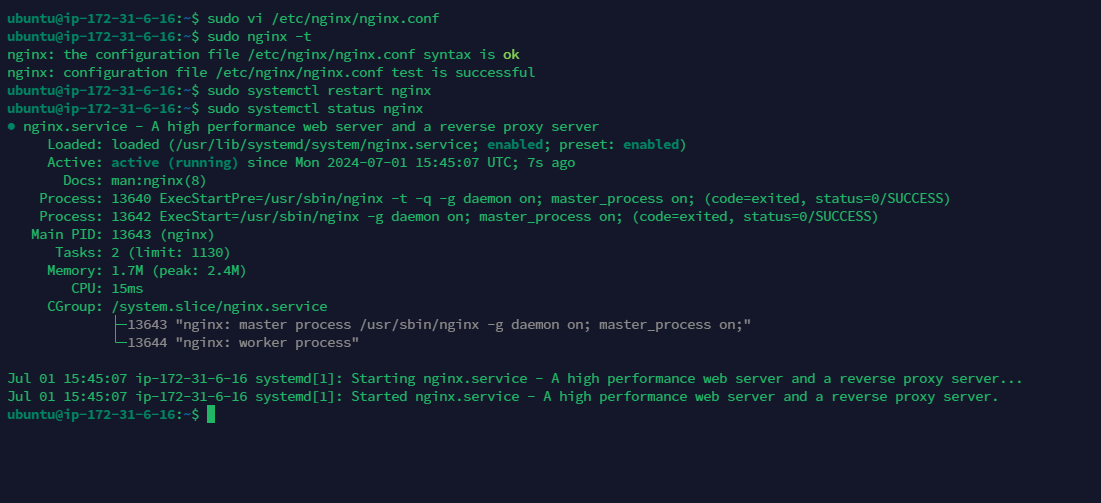 ubuntu@ip-172-31-6-16:~$ sudo vi /etc/nginx/nginx.conf
ubuntu@ip-172-31-6-16:~$ sudo nginx -t
nginx: the configuration file /etc/nginx/nginx.conf syntax is ok
nginx: configuration file /etc/nginx/nginx.conf test is successful
ubuntu@ip-172-31-6-16:~$ sudo systemctl restart nginx
ubuntu@ip-172-31-6-16:~$ sudo systemctl status nginx
● nginx.service - A high performance web server and a reverse proxy server
     Loaded: loaded (/usr/lib/systemd/system/nginx.service; enabled; preset: enabled)
     Active: active (running) since Mon 2024-07-01 15:45:07 UTC; 7s ago
       Docs: man:nginx(8)
    Process: 13640 ExecStartPre=/usr/sbin/nginx -t -q -g daemon on; master_process on; (code=exited, status=0/SUCCESS)
    Process: 13642 ExecStart=/usr/sbin/nginx -g daemon on; master_process on; (code=exited, status=0/SUCCESS)
   Main PID: 13643 (nginx)
      Tasks: 2 (limit: 1130)
     Memory: 1.7M (peak: 2.4M)
        CPU: 15ms
     CGroup: /system.slice/nginx.service
             ├─13643 "nginx: master process /usr/sbin/nginx -g daemon on; master_process on;"
             └─13644 "nginx: worker process"
Jul 01 15:45:07 ip-172-31-6-16 systemd[1]: Starting nginx.service - A high performance web server and a reverse proxy server...
Jul 01 15:45:07 ip-172-31-6-16 systemd[1]: Started nginx.service - A high performance web server and a reverse proxy server.
ubuntu@ip-172-31-6-16:~$